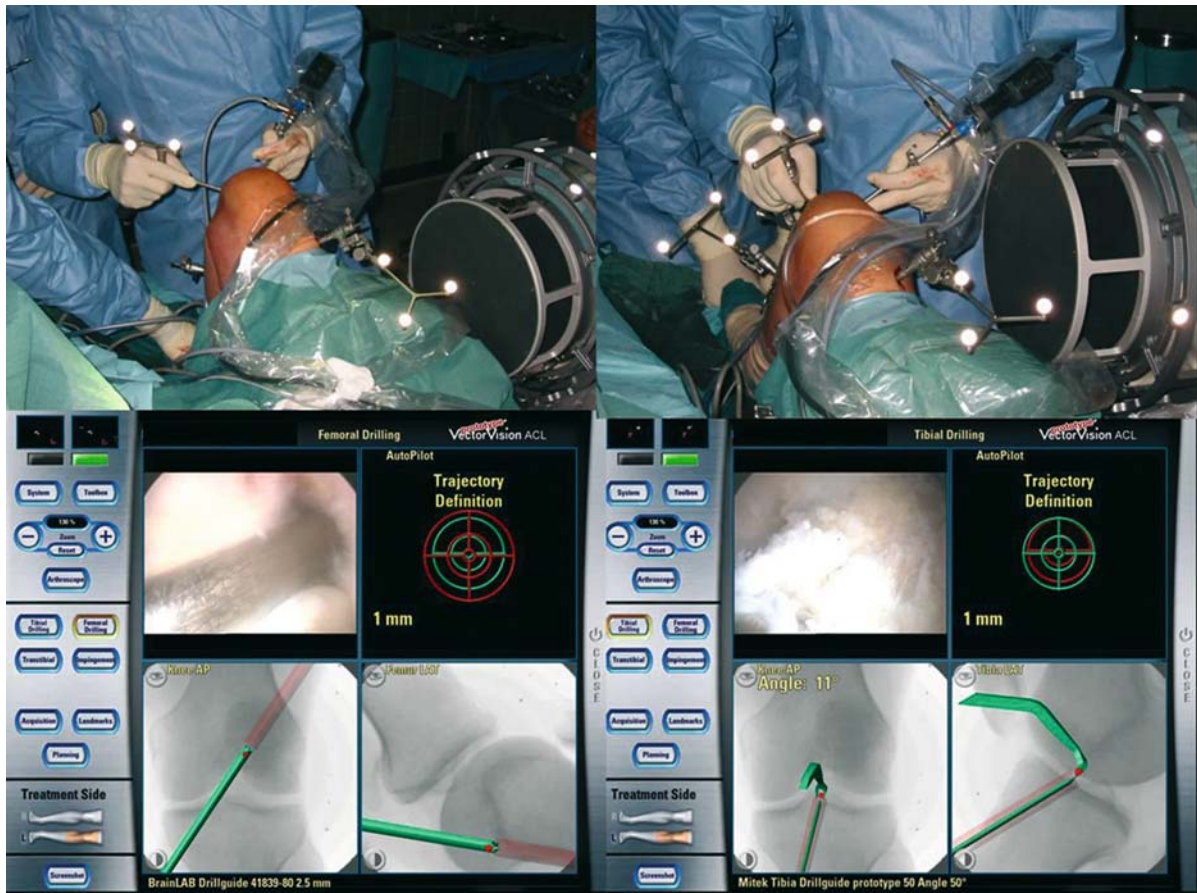 Femoral Drilling
prototype
VectorVision ACL
System
Toolbox
130 %
Zoom
Reset
Arthroscope
Tibial
Drilling
Femoral
Drilling
Transtibial
Impingement
Acquisition
Landmarks
Planning
Treatment Side
R
L
Screenshot
AutoPilot
Trajectory
Definition
1 mm
CLOSE
Knee AP
Femur LAT
BrainLAB Drillguide 41839-80 2.5 mm
Tibial Drilling
prototype
VectorVision ACL
System
Toolbox
130 %
Zoom
Reset
Arthroscope
Tibial
Drilling
Femoral
Drilling
Transtibial
Impingement
Acquisition
Landmarks
Planning
Treatment Side
R
L
Screenshot
AutoPilot
Trajectory
Definition
1 mm
CLOSE
Knee AP
Angle: 11°
Tibia LAT
Mitek Tibia Drillguide prototype 50 Angle 50°